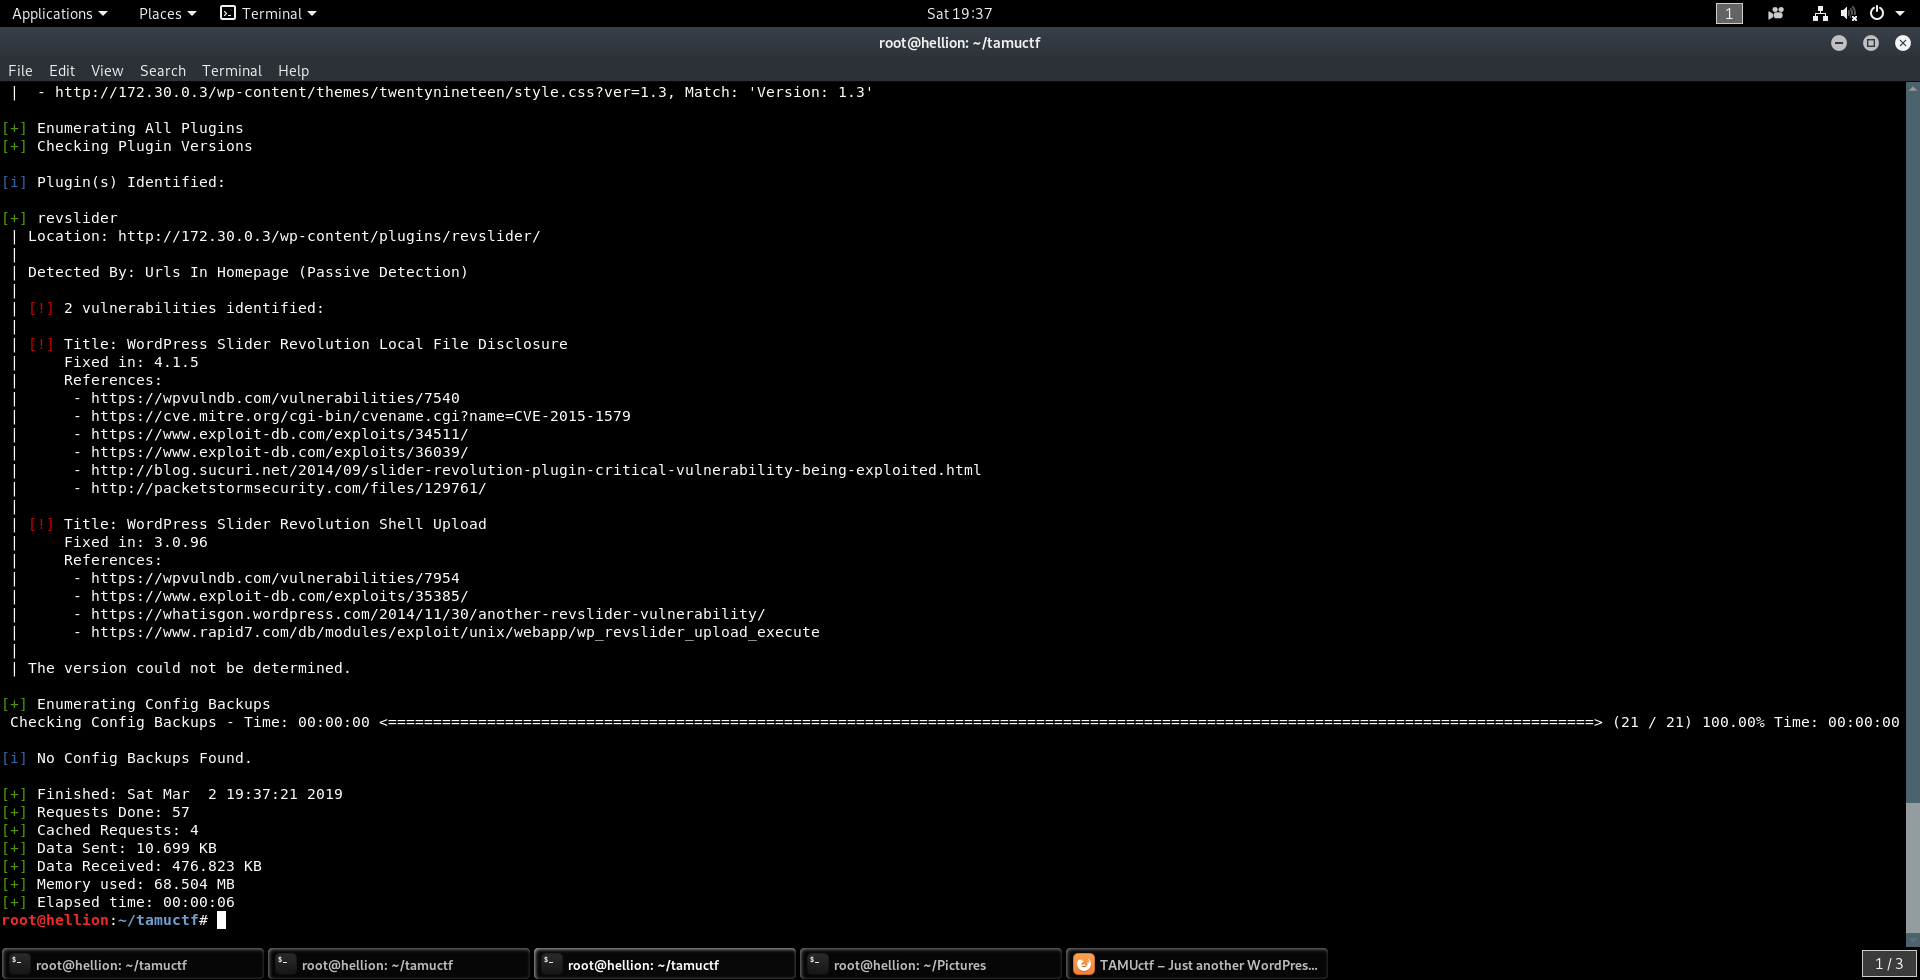 Applications Places Terminal Sat 19:37 1
root@hellion: ~/tamuctf
File Edit View Search Terminal Help
|  - http://172.30.0.3/wp-content/themes/twentynineteen/style.css?ver=1.3, Match: 'Version: 1.3'
[+] Enumerating All Plugins
[+] Checking Plugin Versions
[i] Plugin(s) Identified:
[+] revslider
| Location: http://172.30.0.3/wp-content/plugins/revslider/
|
| Detected By: Urls In Homepage (Passive Detection)
|
| [!] 2 vulnerabilities identified:
|
| [!] Title: WordPress Slider Revolution Local File Disclosure
|     Fixed in: 4.1.5
|     References:
|      - https://wpvulndb.com/vulnerabilities/7540
|      - https://cve.mitre.org/cgi-bin/cvename.cgi?name=CVE-2015-1579
|      - https://www.exploit-db.com/exploits/34511/
|      - https://www.exploit-db.com/exploits/36039/
|      - http://blog.sucuri.net/2014/09/slider-revolution-plugin-critical-vulnerability-being-exploited.html
|      - http://packetstormsecurity.com/files/129761/
|
| [!] Title: WordPress Slider Revolution Shell Upload
|     Fixed in: 3.0.96
|     References:
|      - https://wpvulndb.com/vulnerabilities/7954
|      - https://www.exploit-db.com/exploits/35385/
|      - https://whatisgon.wordpress.com/2014/11/30/another-revslider-vulnerability/
|      - https://www.rapid7.com/db/modules/exploit/unix/webapp/wp_revslider_upload_execute
|
| The version could not be determined.
[+] Enumerating Config Backups
Checking Config Backups - Time: 00:00:00 <======================================================================================================================================> (21 / 21) 100.00% Time: 00:00:00
[i] No Config Backups Found.
[+] Finished: Sat Mar  2 19:37:21 2019
[+] Requests Done: 57
[+] Cached Requests: 4
[+] Data Sent: 10.699 KB
[+] Data Received: 476.823 KB
[+] Memory used: 68.504 MB
[+] Elapsed time: 00:00:06
root@hellion:~/tamuctf#
root@hellion: ~/tamuctf root@hellion: ~/tamuctf root@hellion: ~/tamuctf root@hellion: ~/Pictures TAMUctf – Just another WordPres... 1 / 3